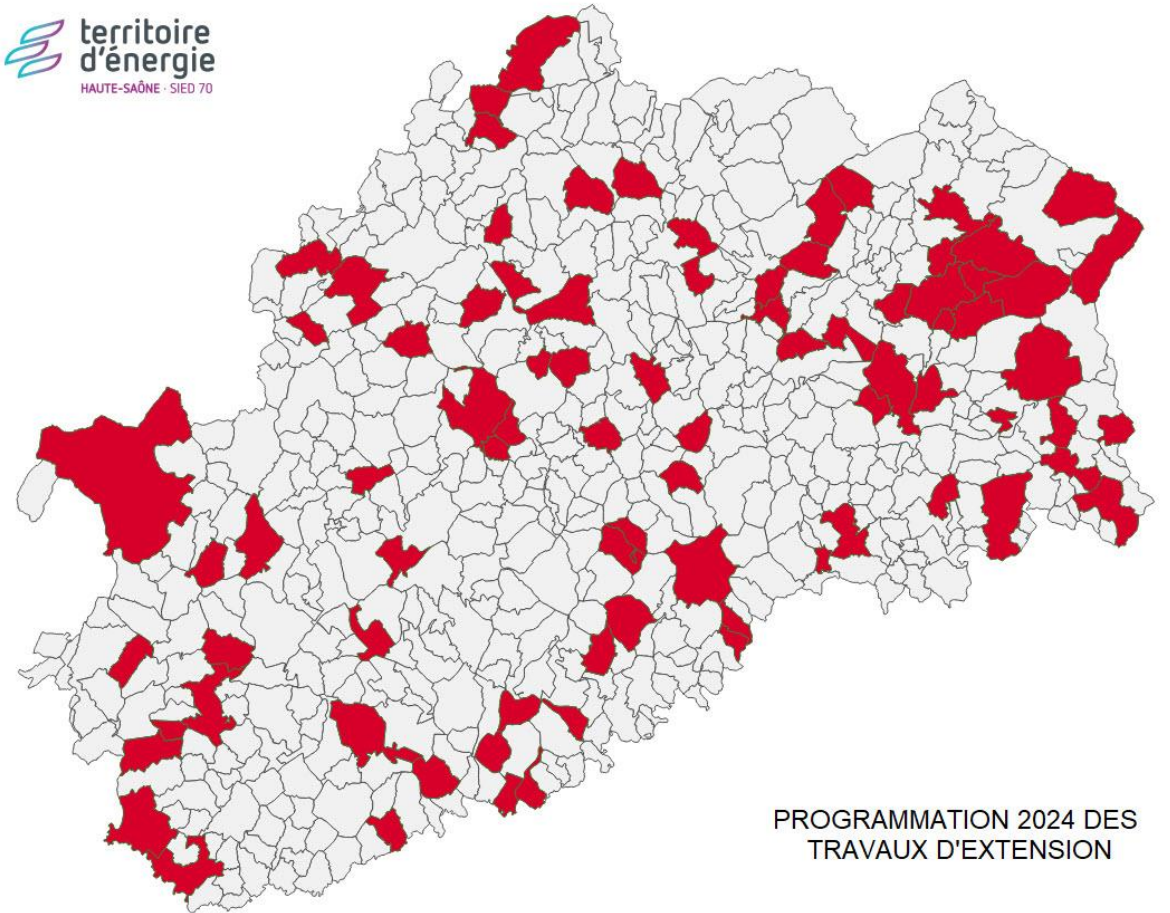 territoire
d'énergie
HAUTE-SAÔNE · SIED 70
PROGRAMMATION 2024 DES
TRAVAUX D'EXTENSION